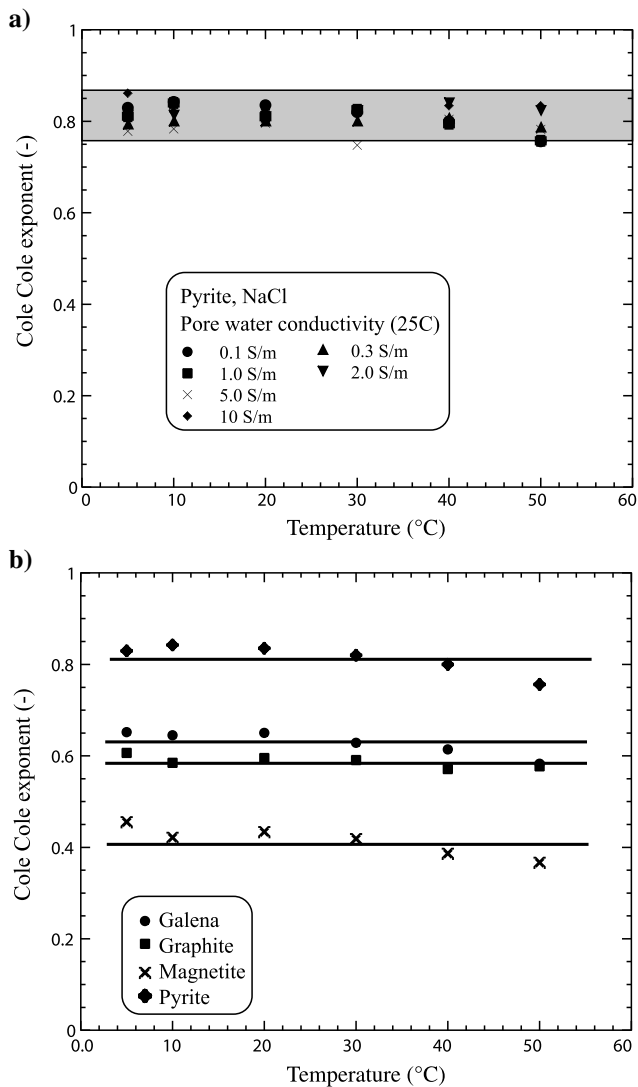 a)
1
0.8
0.6
0.4
0.2
0
0.0
10
20
30
40
50
60
Cole Cole exponent (-)
Temperature (°C)
Pyrite, NaCl
Pore water conductivity (25C)
0.1 S/m
0.3 S/m
1.0 S/m
2.0 S/m
5.0 S/m
10 S/m
b)
1
0.8
0.6
0.4
0.2
0.
0.0
10
20
30
40
50
60
Cole Cole exponent (-)
Temperature (°C)
Galena
Graphite
Magnetite
Pyrite